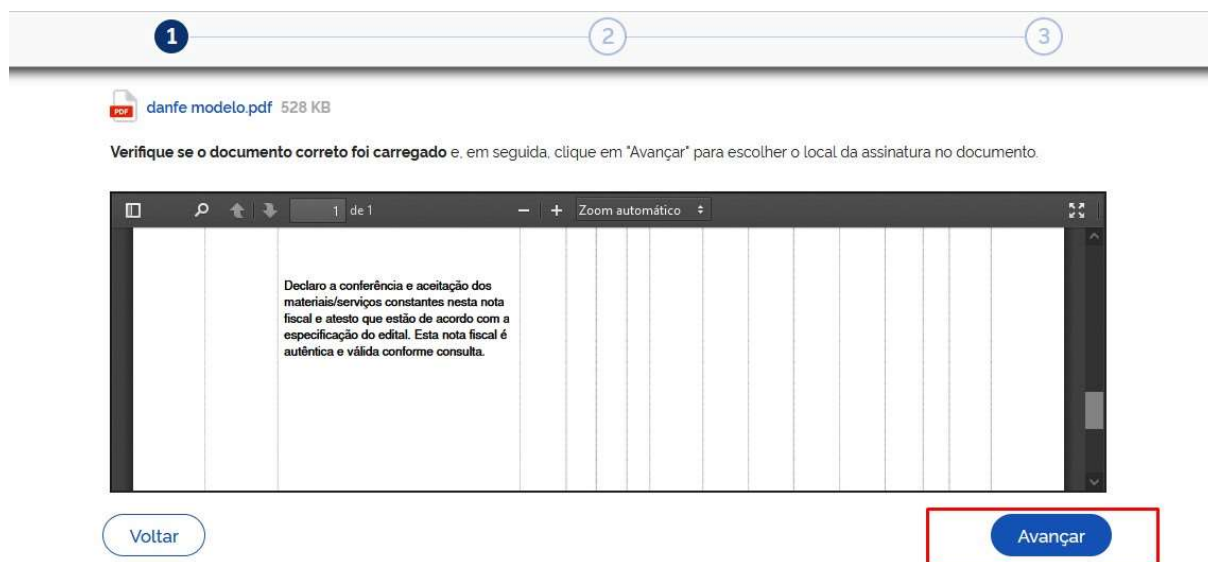 1 2 3
PDF danfe modelo.pdf 528 KB
Verifique se o documento correto foi carregado e, em seguida, clique em "Avançar" para escolher o local da assinatura no documento.
1 de 1 Zoom automático
Declaro a conferência e aceitação dos
materiais/serviços constantes nesta nota
fiscal e atesto que estão de acordo com a
especificação do edital. Esta nota fiscal é
autêntica e válida conforme consulta.
Voltar Avançar